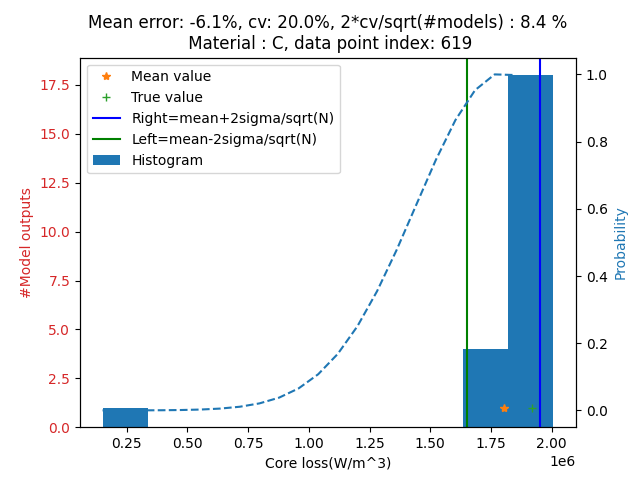 Mean error: -6.1%, cv: 20.0%, 2*cv/sqrt(#models) : 8.4 %
Material : C, data point index: 619
Mean value
True value
Right=mean+2sigma/sqrt(N)
Left=mean-2sigma/sqrt(N)
Histogram
#Model outputs
17.5
15.0
12.5
10.0
7.5
5.0
2.5
0.0
1.0
0.8
0.6
0.4
0.2
0.0
Probability
0.25
0.50
0.75
1.00
1.25
1.50
1.75
2.00
1e6
Core loss(W/m^3)